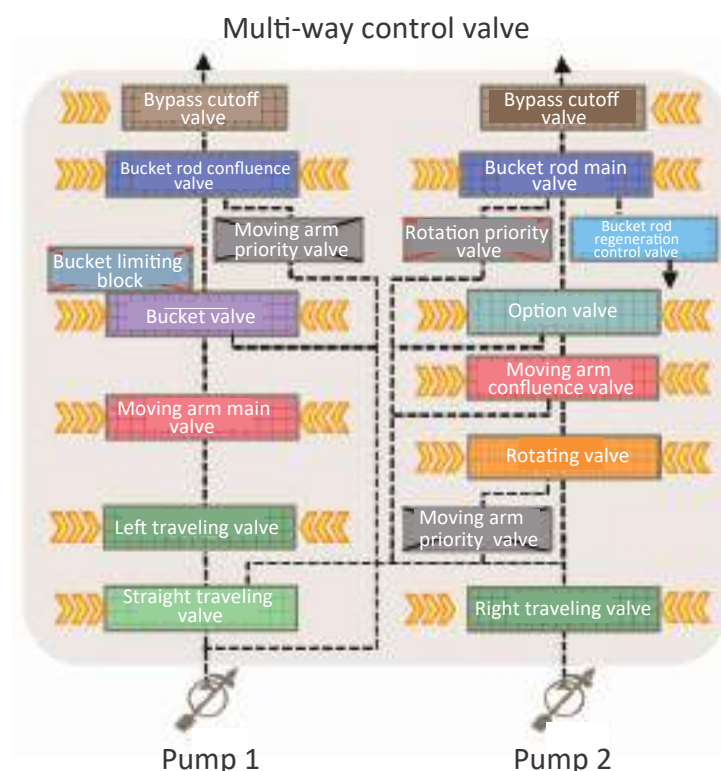 Multi-way control valve
Bypass cutoff
valve
Bypass cutoff
valve
Bucket rod confluence
valve
Bucket rod main
valve
Moving arm
priority valve
Rotation priority
valve
Bucket rod
regeneration
control valve
Bucket limiting
block
Bucket valve
Option valve
Moving arm
confluence valve
Moving arm main
valve
Rotating valve
Left traveling valve
Moving arm
priority valve
Straight traveling
valve
Right traveling valve
Pump 1
Pump 2